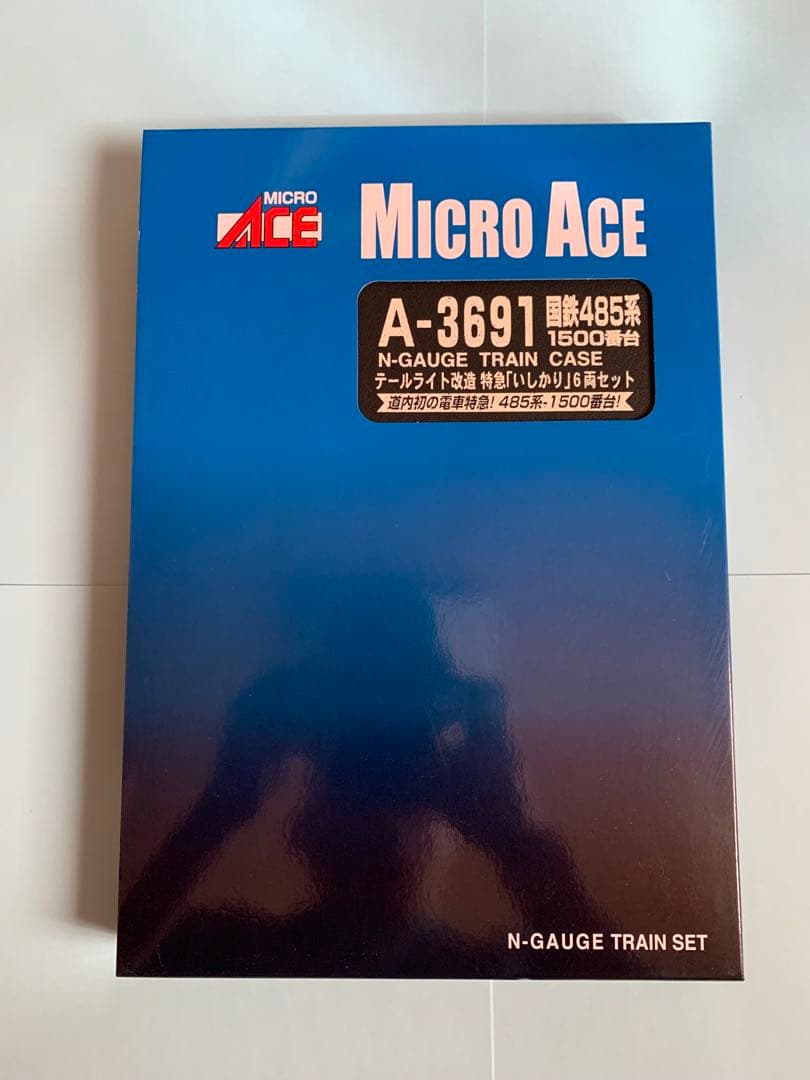 MICRO
ACE
MICRO ACE
A-3691 国鉄485系
1500番台
N-GAUGE TRAIN CASE
テールライト改造 特急「いしかり」6両セット
道内初の電車特急! 485系-1500番台!
N-GAUGE TRAIN SET